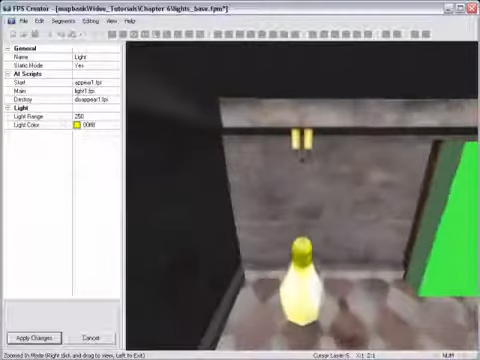 FPS Creator - [mapbank\Video_Tutorials\Chapter 6\lights_base.fpm*]
File Edit Segments Editing View Help
General
Name Light
Static Mode Yes
AI Scripts
Start appear1.fpi
Main light1.fpi
Destroy disappear1.fpi
Light
Light Range 250
Light Color
Apply Changes Cancel
Zoomed In Mode (Right click and drag to view, Left to Exit) Cursor Layer:5 X:1 Z:1 NUM